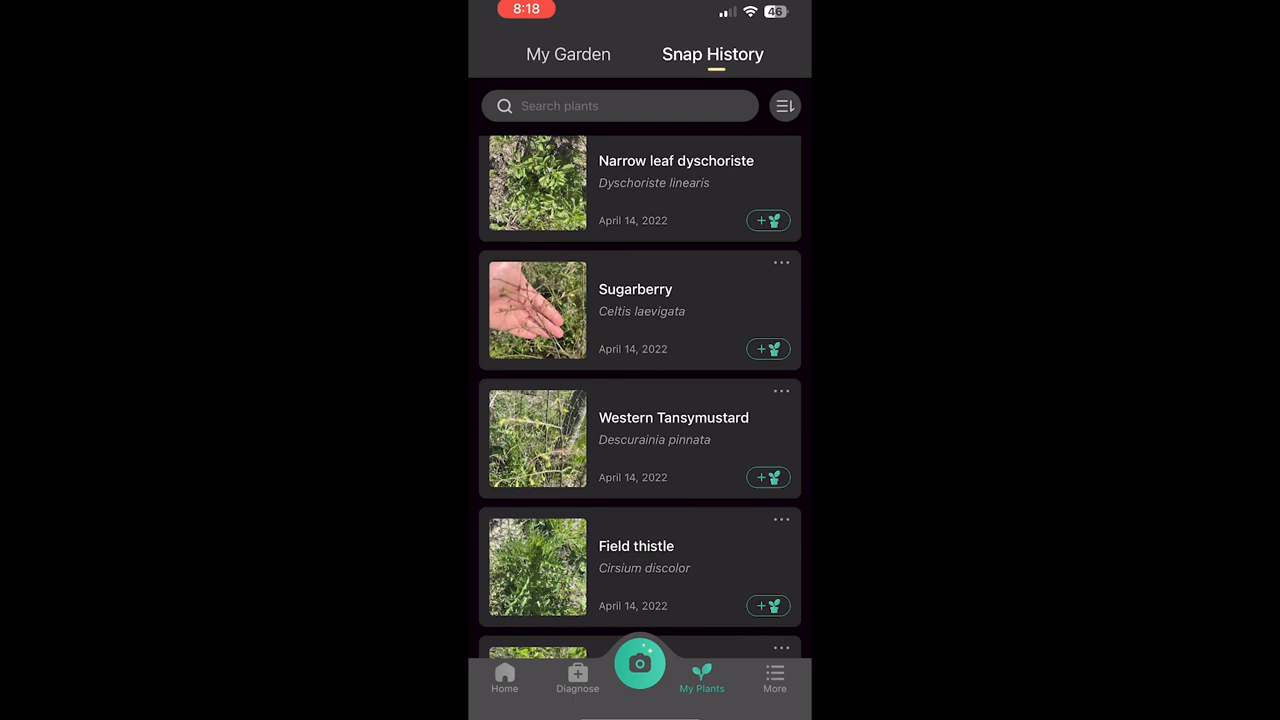 8:18
46
My Garden
Snap History
Search plants
Narrow leaf dyschoriste
Dyschoriste linearis
April 14, 2022
+
Sugarberry
Celtis laevigata
April 14, 2022
+
Western Tansymustard
Descurainia pinnata
April 14, 2022
+
Field thistle
Cirsium discolor
April 14, 2022
+
Home
Diagnose
My Plants
More